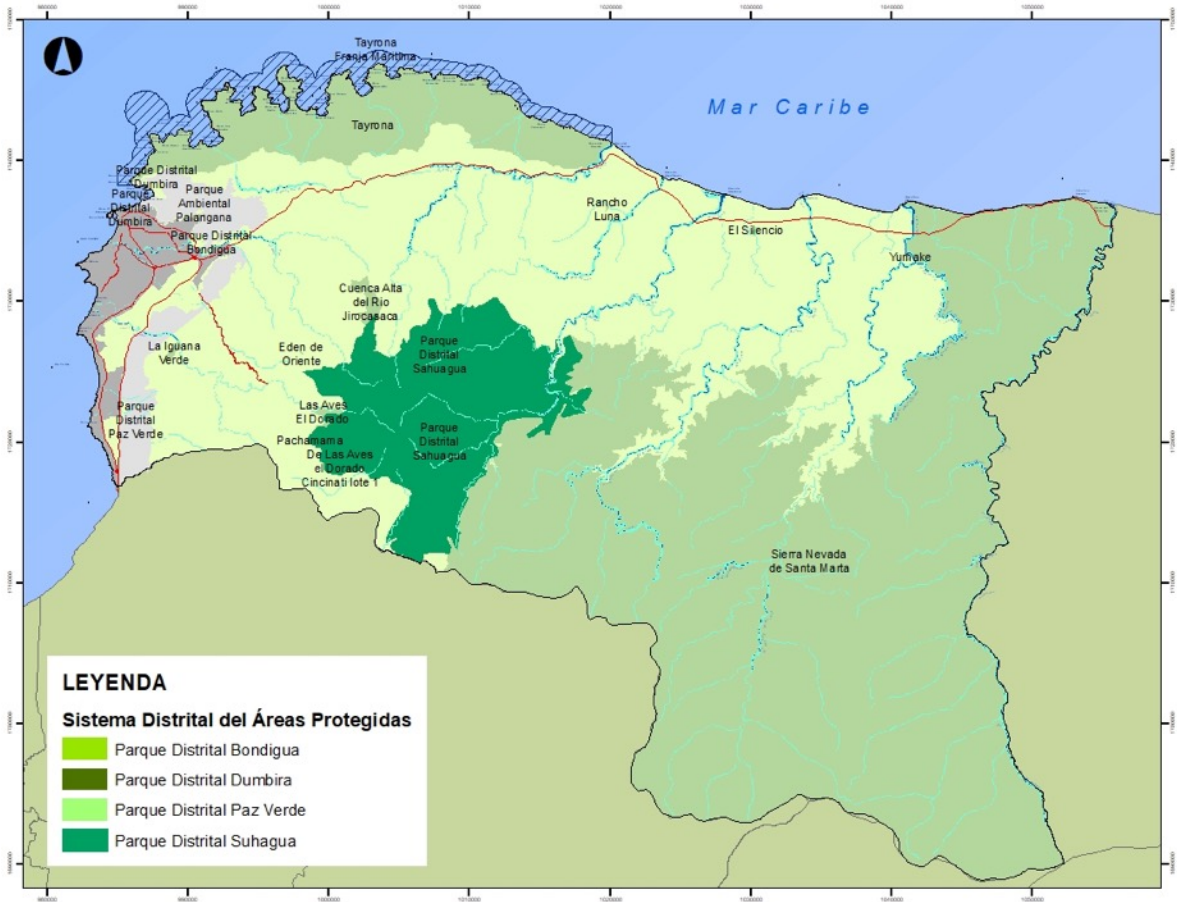 Tayrona
Franja Maritima
Mar Caribe
Tayrona
Parque Distrital
Dumbira
Parque
Distrital
Dumbira
Parque
Ambiental
Palangana
Parque Distrital
Bondigua
Rancho
Luna
El Silencio
Yumake
Cuenca Alta
del Rio
Jirocasaca
La Iguana
Verde
Eden de
Oriente
Parque
Distrital
Sahuagua
Parque
Distrital
Paz Verde
Las Aves
El Dorado
Parque
Distrital
Sahuagua
Pachamama
De Las Aves
el Dorado
Cincinati lote 1
Sierra Nevada
de Santa Marta
LEYENDA
Sistema Distrital del Áreas Protegidas
Parque Distrital Bondigua
Parque Distrital Dumbira
Parque Distrital Paz Verde
Parque Distrital Suhagua